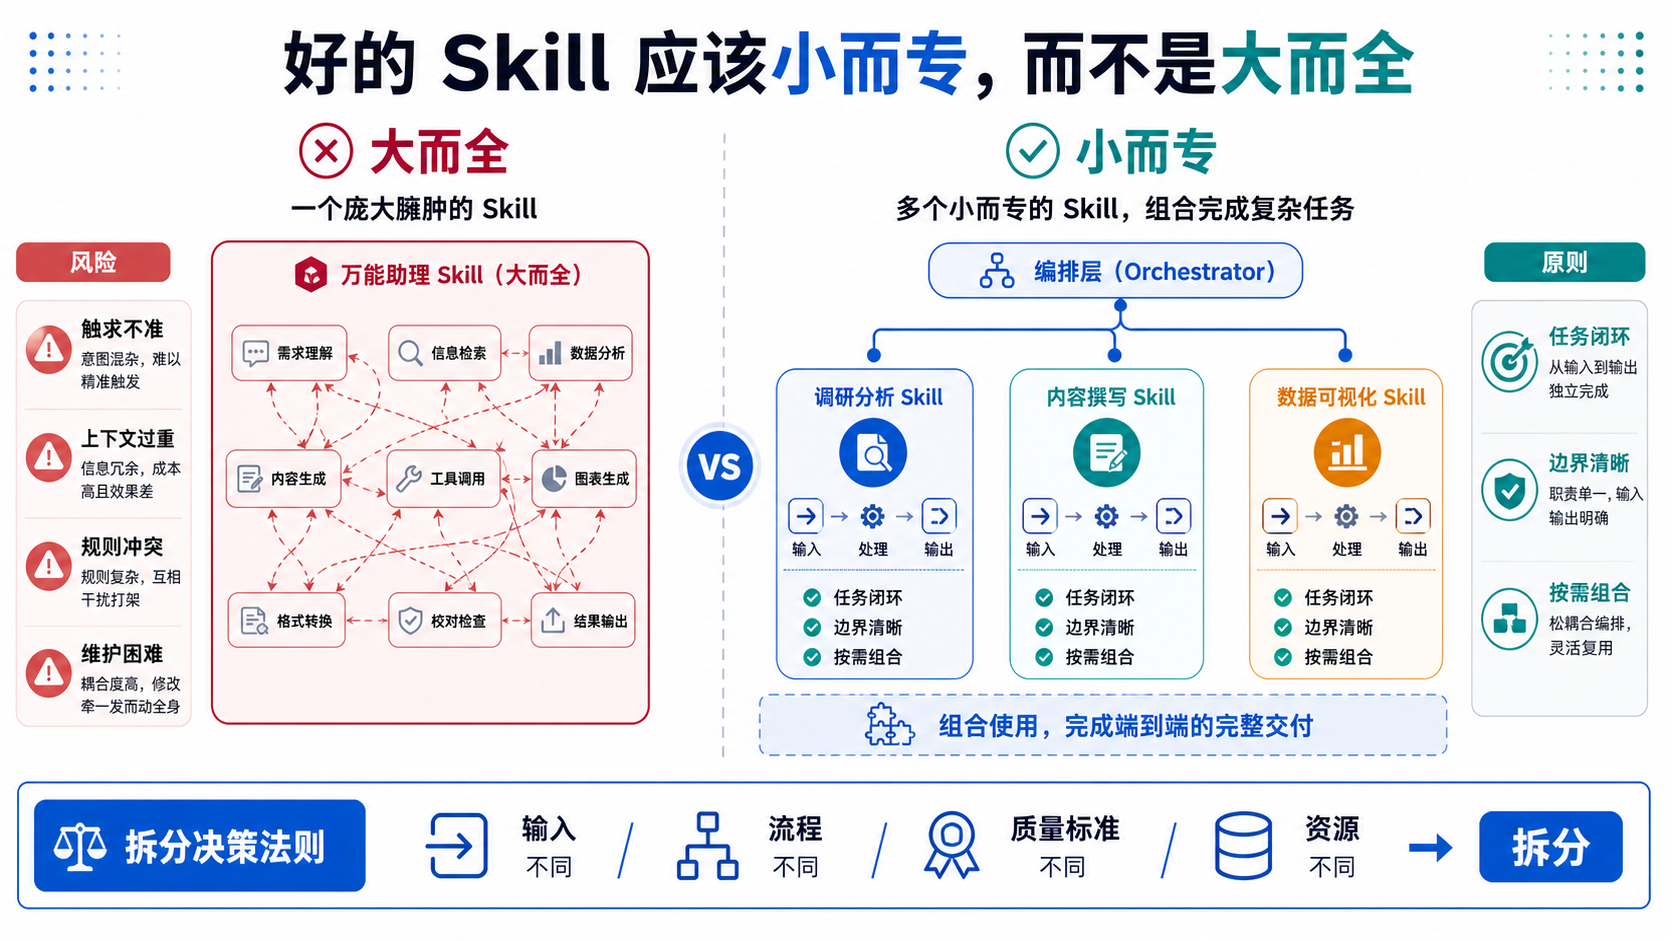 好的 Skill 应该小而专，而不是大而全
大而全
一个庞大臃肿的 Skill
风险
触求不准
意图混杂，难以
精准触发
上下文过重
信息冗余，成本
高且效果差
规则冲突
规则复杂，互相
干扰打架
维护困难
耦合度高，修改
牵一发而动全身
万能助理 Skill（大而全）
需求理解
信息检索
数据分析
内容生成
工具调用
图表生成
格式转换
校对检查
结果输出
VS
小而专
多个小而专的 Skill，组合完成复杂任务
编排层（Orchestrator）
调研分析 Skill
输入
处理
输出
任务闭环
边界清晰
按需组合
内容撰写 Skill
输入
处理
输出
任务闭环
边界清晰
按需组合
数据可视化 Skill
输入
处理
输出
任务闭环
边界清晰
按需组合
组合使用，完成端到端的完整交付
原则
任务闭环
从输入到输出
独立完成
边界清晰
职责单一，输入
输出明确
按需组合
松耦合编排，
灵活复用
拆分决策法则
输入
不同
/
流程
不同
/
质量标准
不同
/
资源
不同
拆分